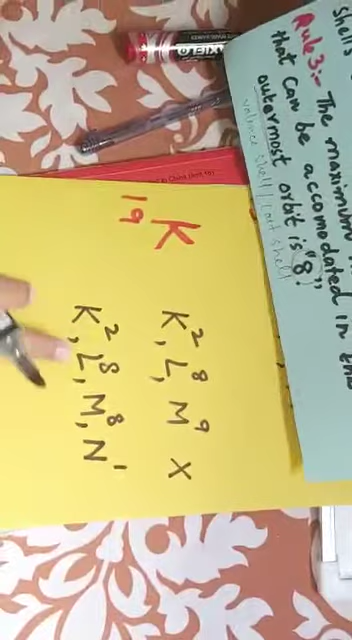 shell's
Rule 3:- The maximum
that can be accomodated in the
outermost orbit is "8".
valence shell / last shell
19 K
K², L⁸, M⁹ X
K², L⁸, M⁸, N¹